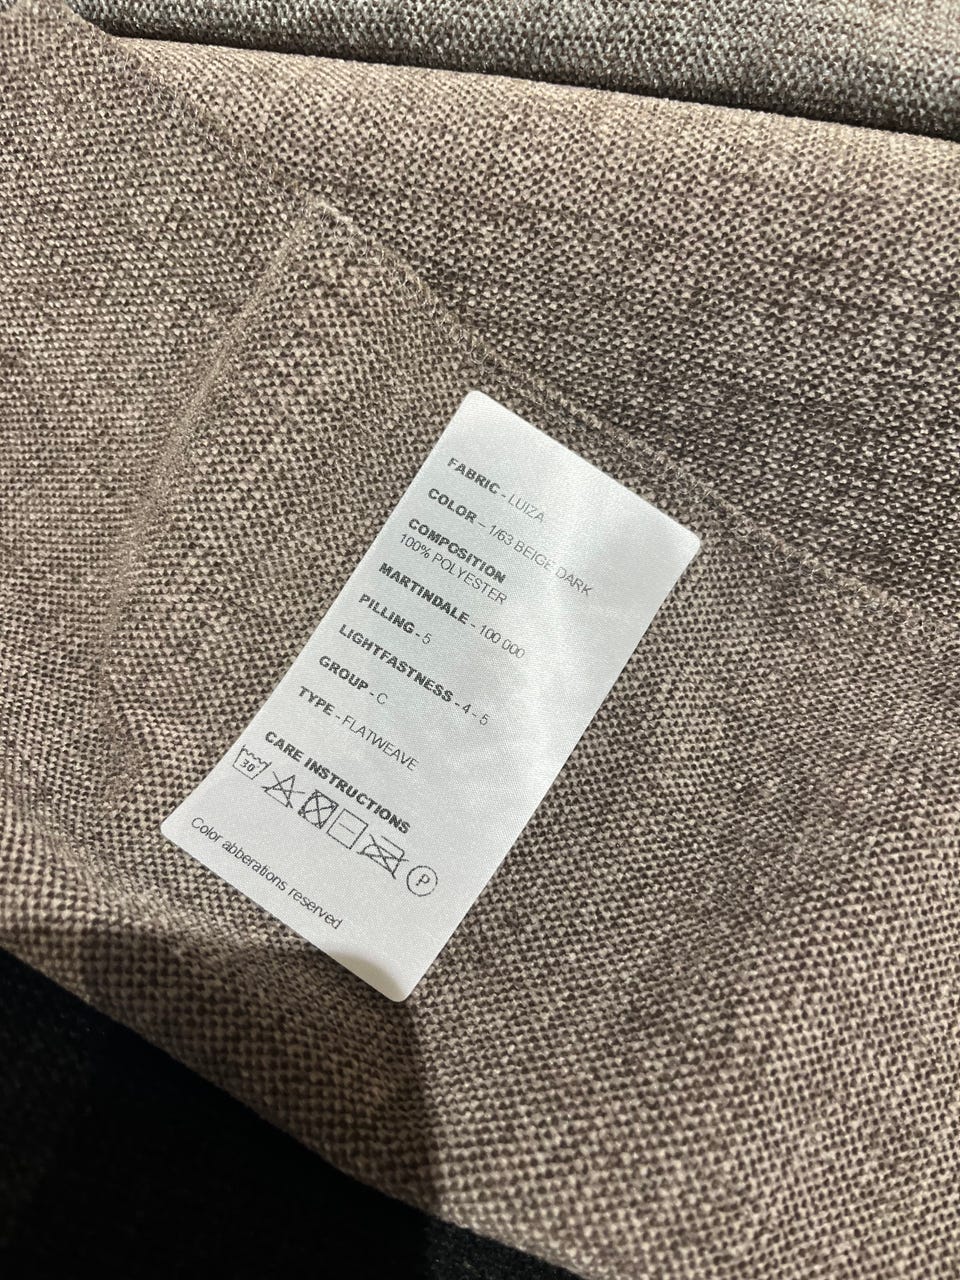 FABRIC - LUIZA
COLOR – 1/63 BEIGE DARK
COMPOSITION
100% POLYESTER
MARTINDALE - 100 000
PILLING - 5
LIGHTFASTNESS - 4 - 5
GROUP - C
TYPE - FLATWEAVE
CARE INSTRUCTIONS
30 P
Color abberations reserved